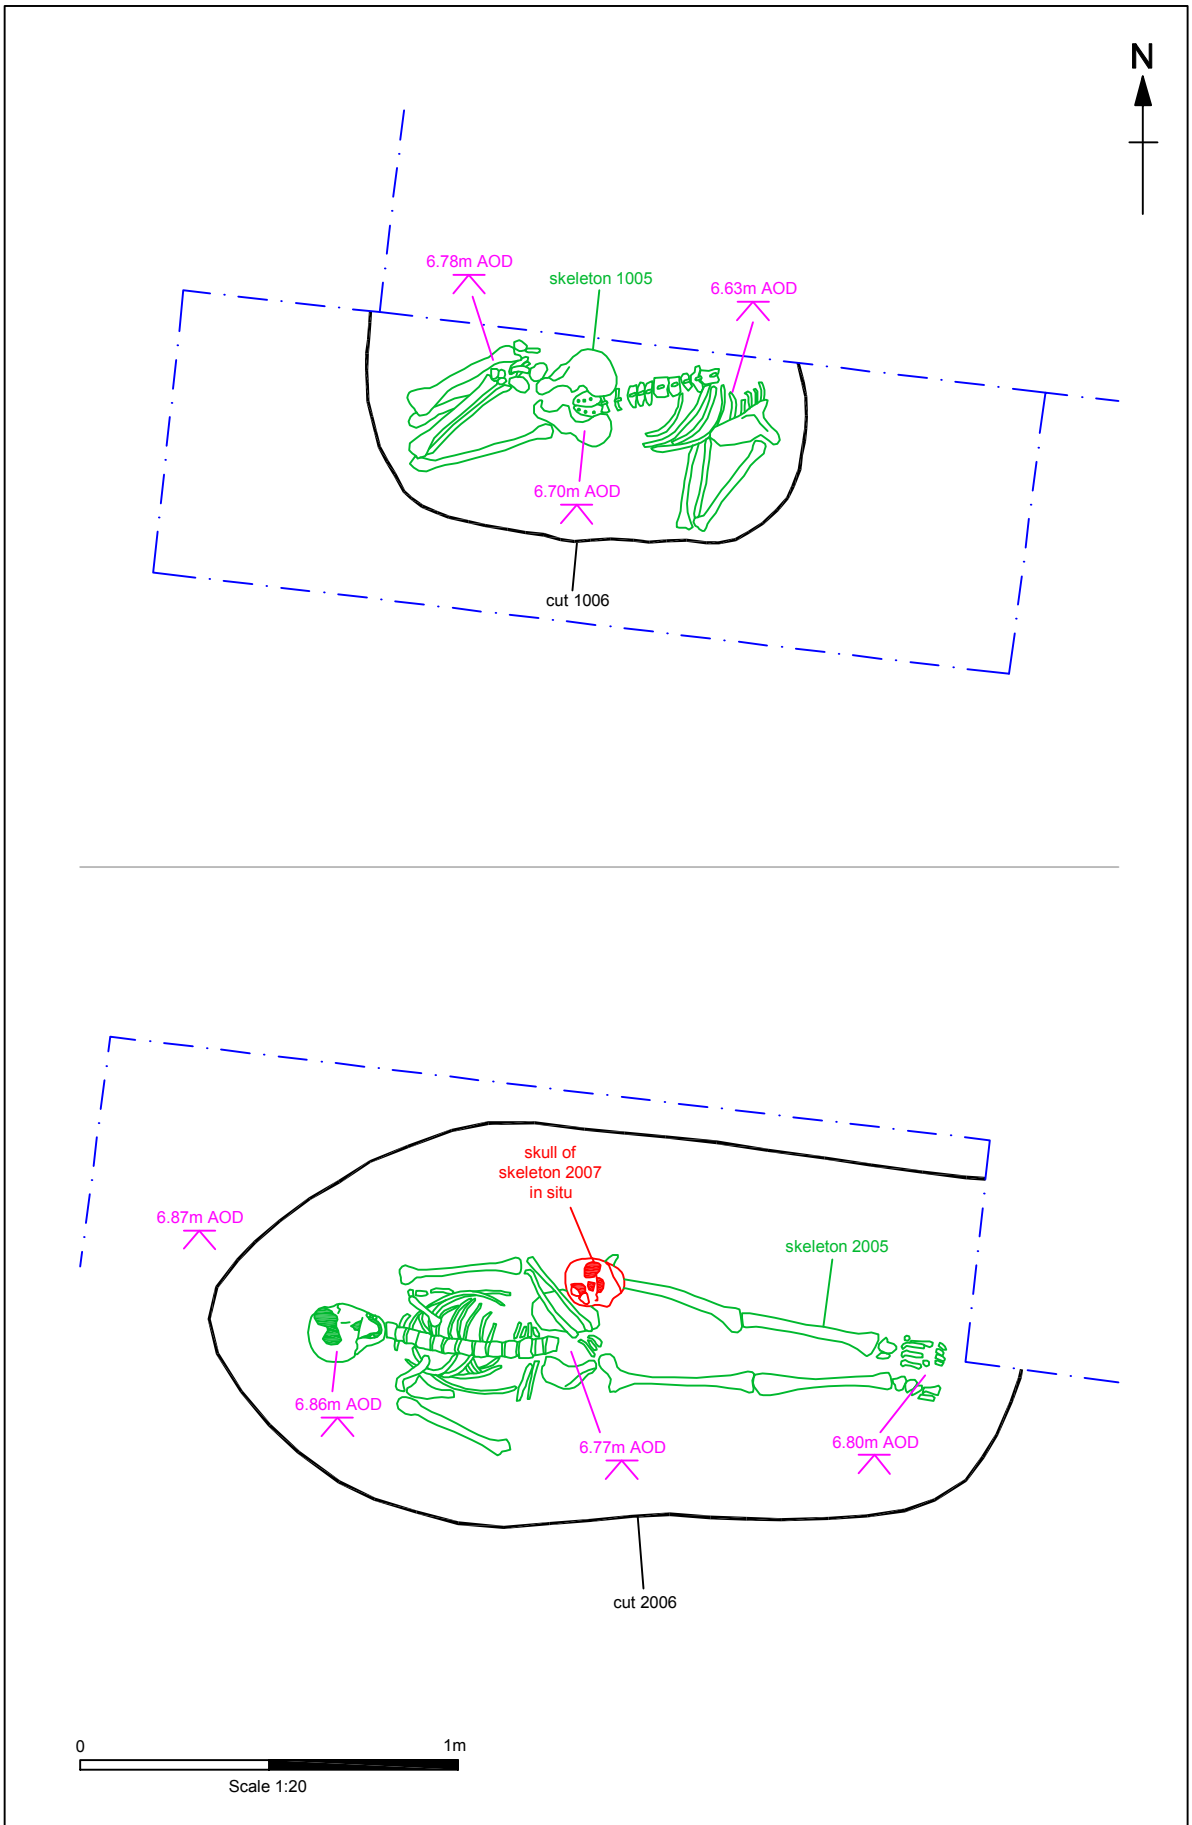 N
6.78m AOD
skeleton 1005
6.63m AOD
6.70m AOD
cut 1006
skull of
skeleton 2007
in situ
6.87m AOD
skeleton 2005
6.86m AOD
6.77m AOD
6.80m AOD
cut 2006
0 1m
Scale 1:20